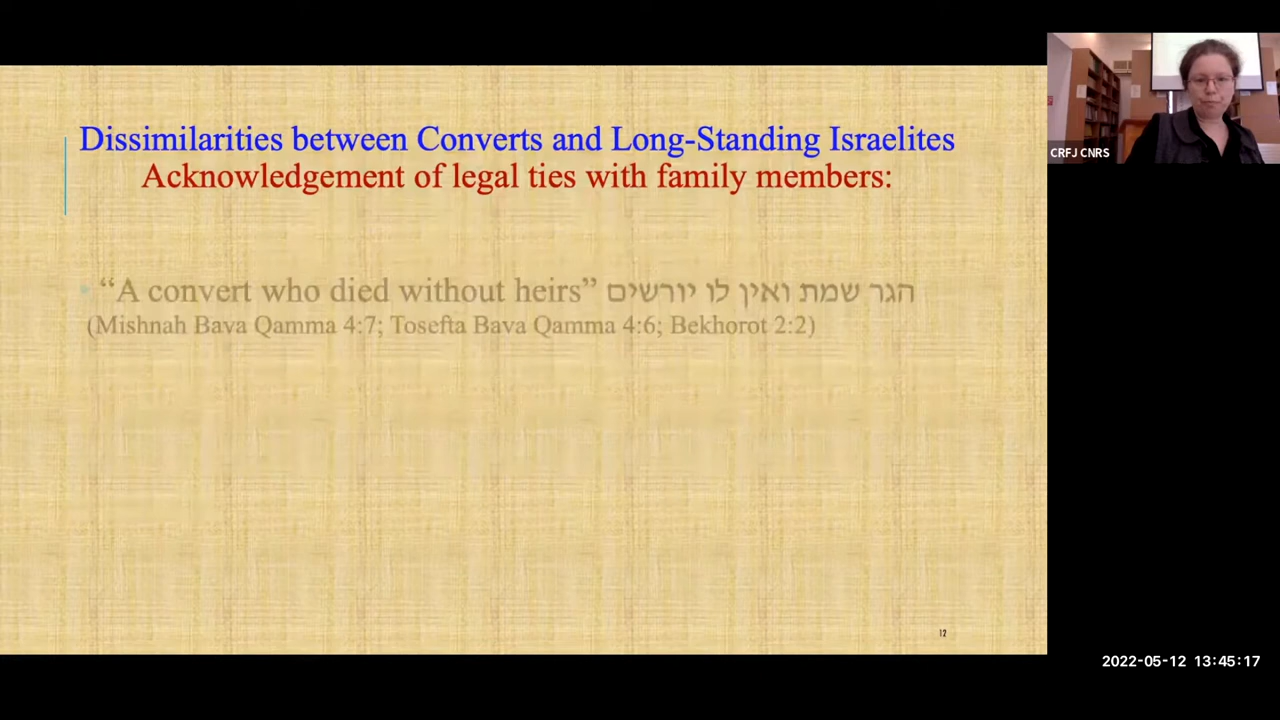 Dissimilarities between Converts and Long-Standing Israelites
Acknowledgement of legal ties with family members:
• “A convert who died without heirs” הגר שמת ואין לו יורשים
(Mishnah Bava Qamma 4:7; Tosefta Bava Qamma 4:6; Bekhorot 2:2)
12
CRFJ CNRS
2022-05-12 13:45:17